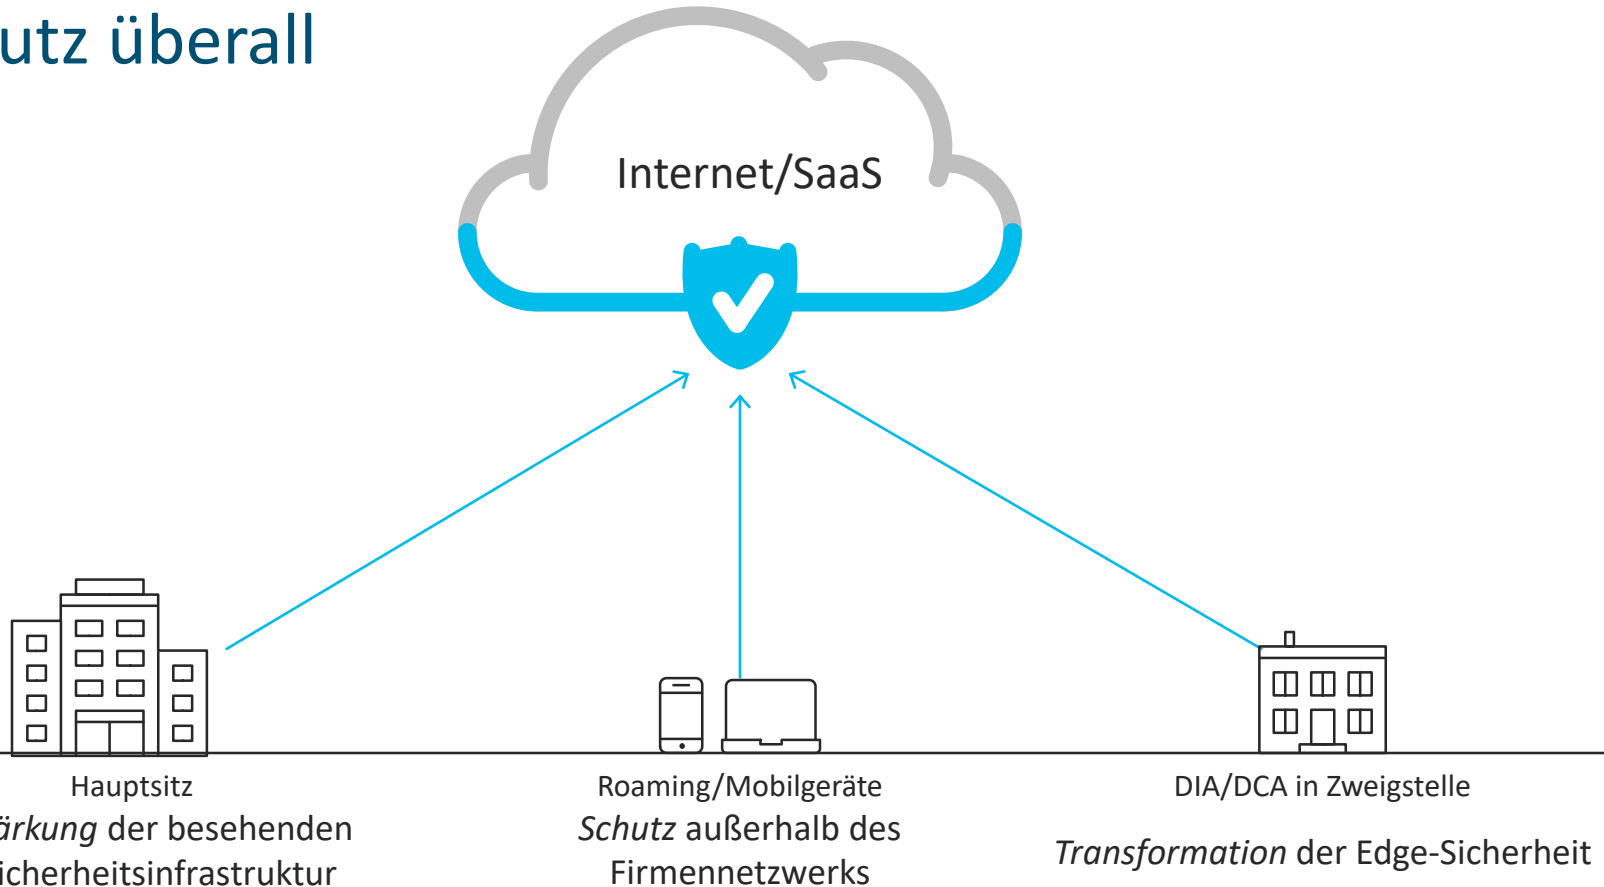 utz überall
Internet/SaaS
Hauptsitz
ärkung der besehenden
icherheitsinfrastruktur
Roaming/Mobilgeräte
Schutz außerhalb des
Firmennetzwerks
DIA/DCA in Zweigstelle
Transformation der Edge-Sicherheit